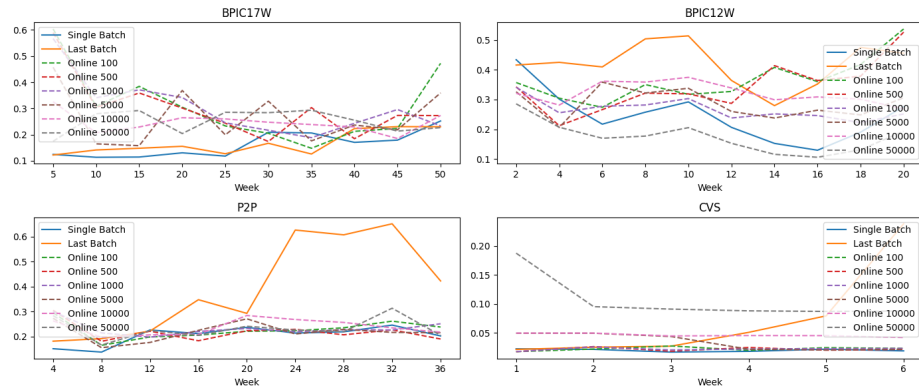 BPIC17W
0.6
0.5
0.4
0.3
0.2
0.1
Single Batch
Last Batch
Online 100
Online 500
Online 1000
Online 5000
Online 10000
Online 50000
5 10 15 20 25 30 35 40 45 50
Week
BPIC12W
0.5
0.4
0.3
0.2
0.1
Single Batch
Last Batch
Online 100
Online 500
Online 1000
Online 5000
Online 10000
Online 50000
2 4 6 8 10 12 14 16 18 20
Week
P2P
0.6
0.5
0.4
0.3
0.2
Single Batch
Last Batch
Online 100
Online 500
Online 1000
Online 5000
Online 10000
Online 50000
4 8 12 16 20 24 28 32 36
Week
CVS
0.20
0.15
0.10
0.05
Single Batch
Last Batch
Online 100
Online 500
Online 1000
Online 5000
Online 10000
Online 50000
1 2 3 4 5 6
Week